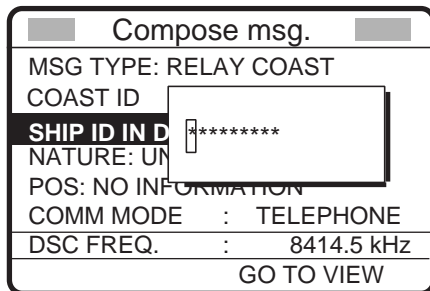 Compose msg.
MSG TYPE: RELAY COAST
COAST ID
SHIP ID IN D
*********
NATURE: UN
POS: NO INFORMATION
COMM MODE : TELEPHONE
DSC FREQ. : 8414.5 kHz
GO TO VIEW